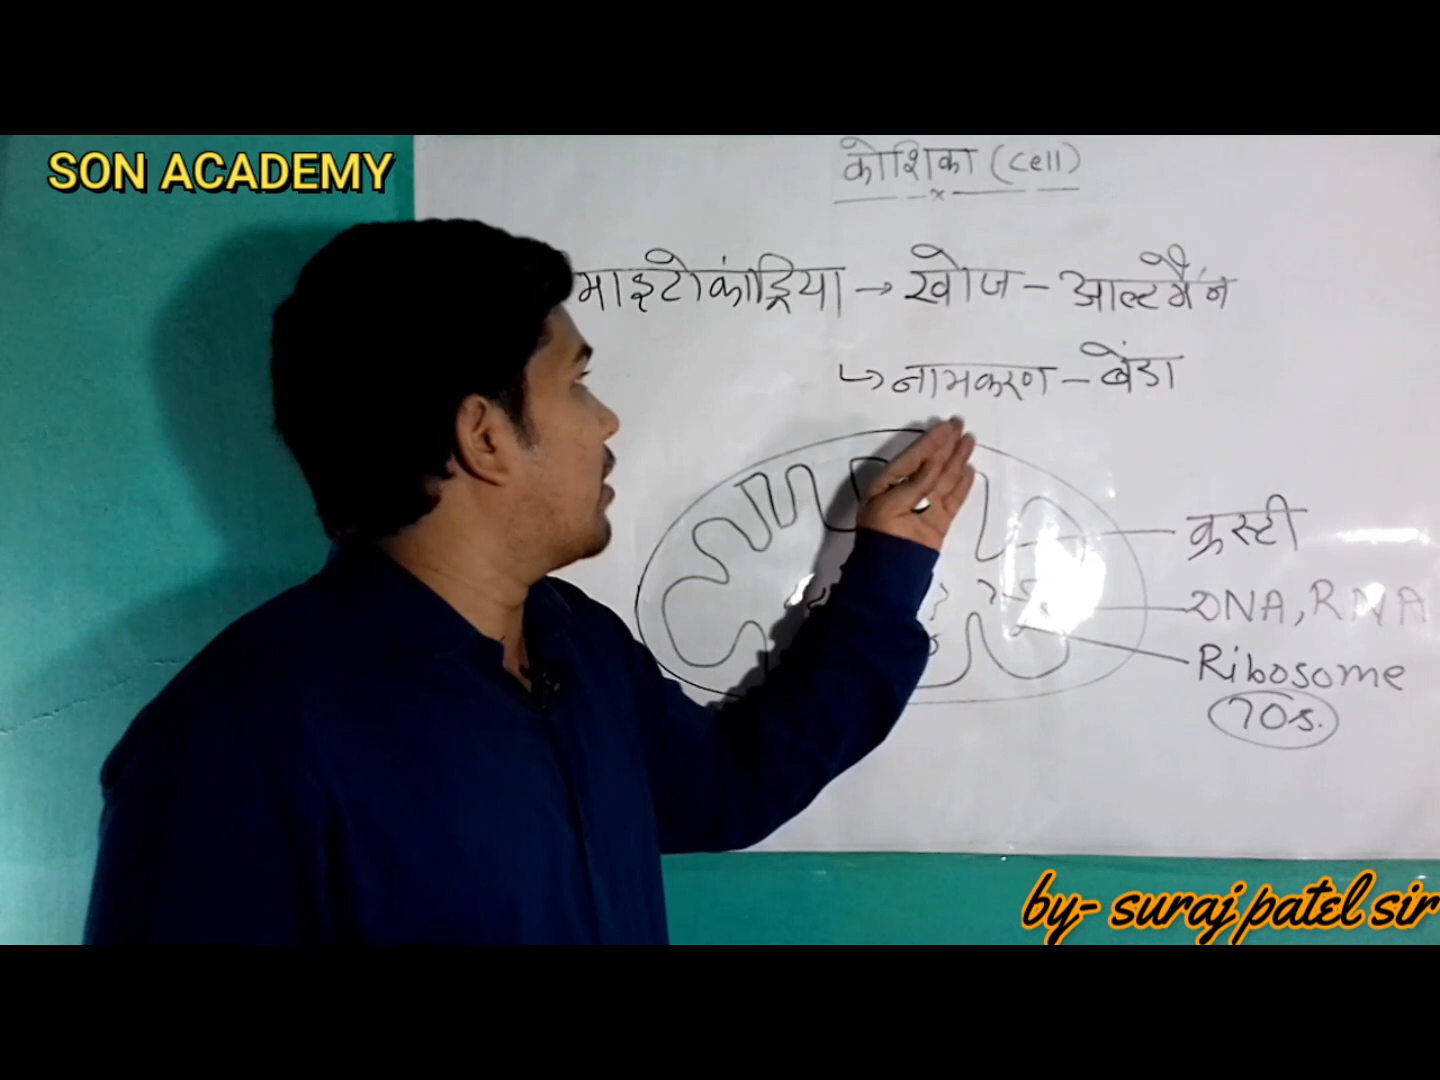 SON ACADEMY
कोशिका (Cell)
माइटोकांड्रिया → खोज - आल्टमैंन
↳ नामकरण - बेंडा
क्रस्टी
DNA, RNA
Ribosome
70s.
by- suraj patel sir